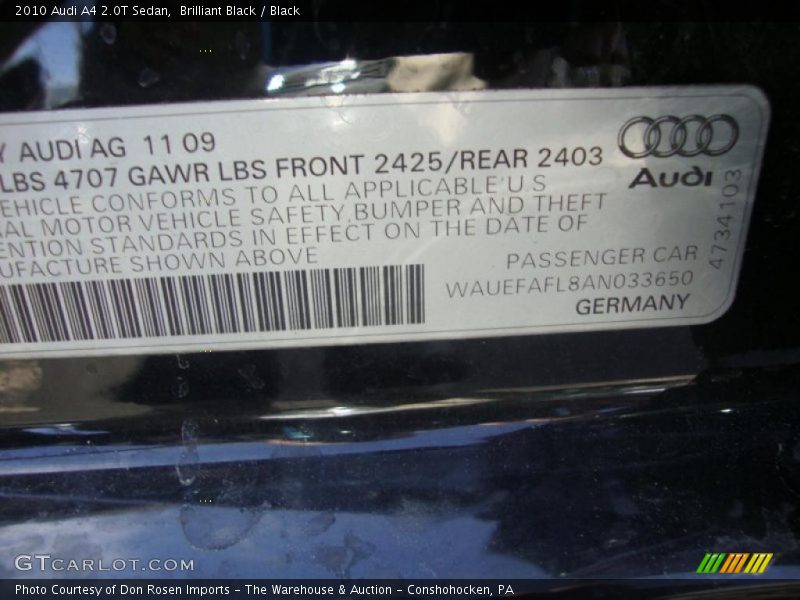 2010 Audi A4 2.0T Sedan, Brilliant Black / Black
Y AUDI AG 11 09
LBS 4707 GAWR LBS FRONT 2425/REAR 2403
EHICLE CONFORMS TO ALL APPLICABLE U.S
AL MOTOR VEHICLE SAFETY, BUMPER AND THEFT
ENTION STANDARDS IN EFFECT ON THE DATE OF
UFACTURE SHOWN ABOVE
Audi
4734103
PASSENGER CAR
WAUEFAFL8AN033650
GERMANY
GTCARLOT.COM
Photo Courtesy of Don Rosen Imports – The Warehouse & Auction – Conshohocken, PA